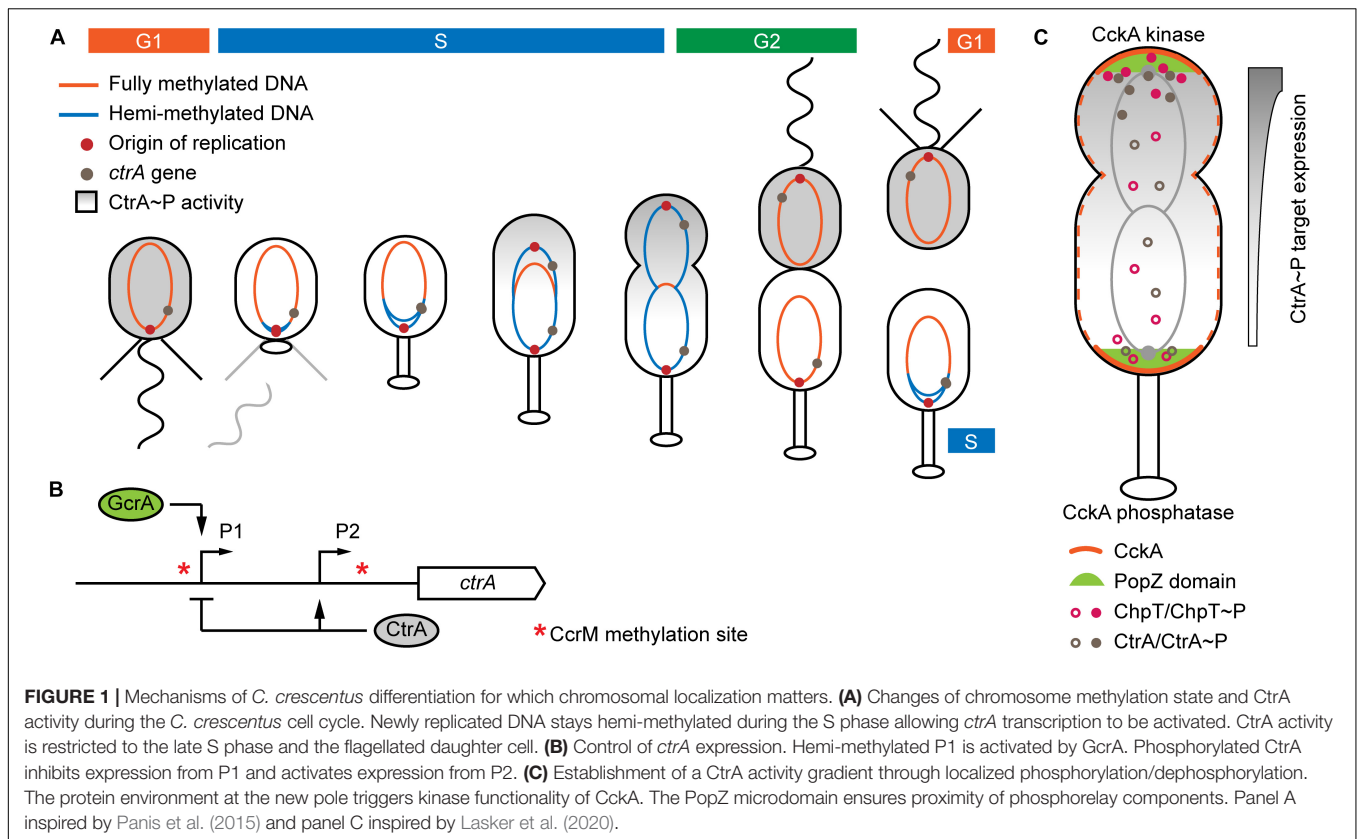 A
G1
S
G2
G1
Fully methylated DNA
Hemi-methylated DNA
Origin of replication
ctrA gene
CtrA~P activity
S
B
GcrA
P1
P2
ctrA
CtrA
* CcrM methylation site
C
CckA kinase
CtrA~P target expression
CckA phosphatase
CckA
PopZ domain
ChpT/ChpT~P
CtrA/CtrA~P
FIGURE 1 | Mechanisms of C. crescentus differentiation for which chromosomal localization matters. (A) Changes of chromosome methylation state and CtrA
activity during the C. crescentus cell cycle. Newly replicated DNA stays hemi-methylated during the S phase allowing ctrA transcription to be activated. CtrA activity
is restricted to the late S phase and the flagellated daughter cell. (B) Control of ctrA expression. Hemi-methylated P1 is activated by GcrA. Phosphorylated CtrA
inhibits expression from P1 and activates expression from P2. (C) Establishment of a CtrA activity gradient through localized phosphorylation/dephosphorylation.
The protein environment at the new pole triggers kinase functionality of CckA. The PopZ microdomain ensures proximity of phosphorelay components. Panel A
inspired by Panis et al. (2015) and panel C inspired by Lasker et al. (2020).